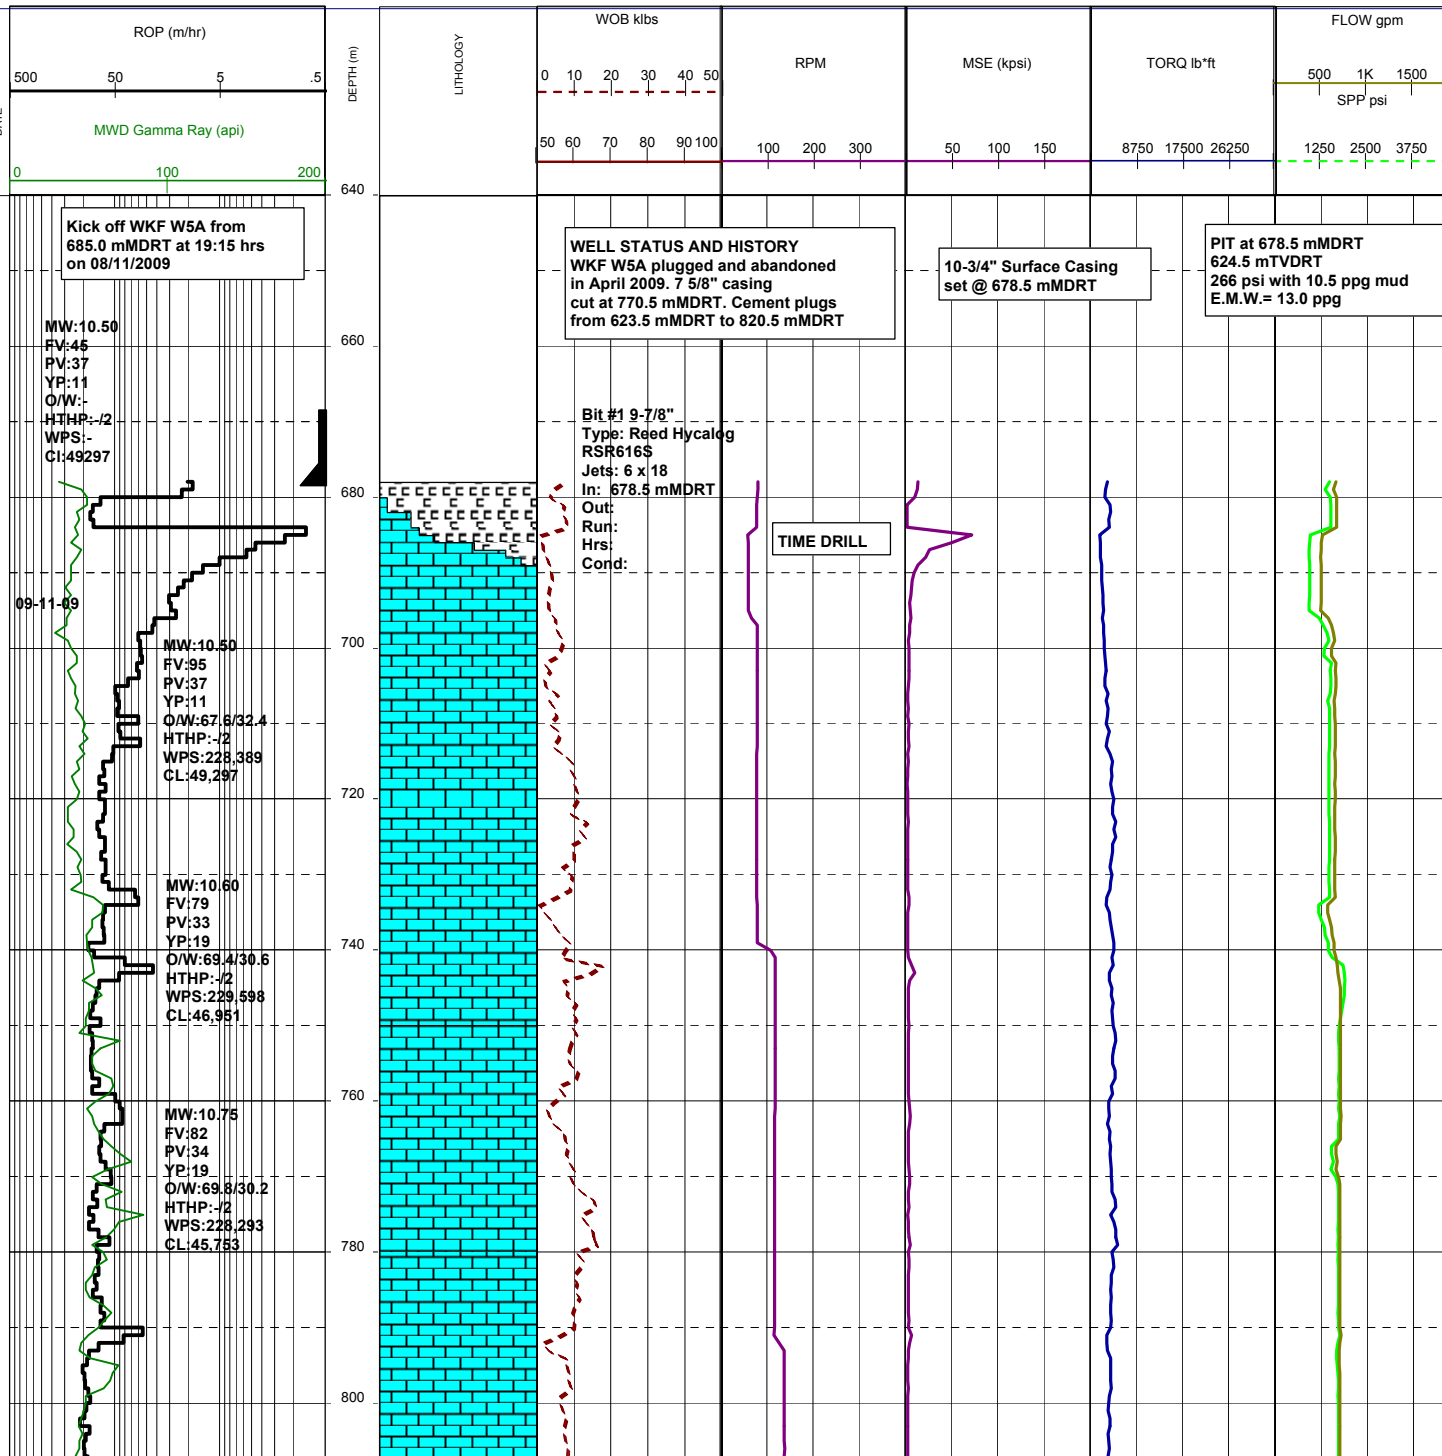 ROP (m/hr)
500 50 5 .5
MWD Gamma Ray (api)
0 100 200
DEPTH (m)
LITHOLOGY
WOB klbs
0 10 20 30 40 50
50 60 70 80 90 100
RPM
100 200 300
MSE (kpsi)
50 100 150
TORQ lb*ft
8750 17500 26250
FLOW gpm
500 1K 1500
SPP psi
1250 2500 3750
640
660
680
700
720
740
760
780
800
Kick off WKF W5A from
685.0 mMDRT at 19:15 hrs
on 08/11/2009
MW:10.50
FV:45
PV:37
YP:11
O/W:-
HTHP:-/2
WPS:-
Cl:49297
09-11-09
MW:10.50
FV:95
PV:37
YP:11
O/W:67.6/32.4
HTHP:-/2
WPS:228,389
CL:49,297
MW:10.60
FV:79
PV:33
YP:19
O/W:69.4/30.6
HTHP:-/2
WPS:229,598
CL:46,951
MW:10.75
FV:82
PV:34
YP:19
O/W:69.8/30.2
HTHP:-/2
WPS:228,293
CL:45,753
WELL STATUS AND HISTORY
WKF W5A plugged and abandoned
in April 2009. 7 5/8" casing
cut at 770.5 mMDRT. Cement plugs
from 623.5 mMDRT to 820.5 mMDRT
Bit #1 9-7/8"
Type: Reed Hycalog
RSR616S
Jets: 6 x 18
In: 678.5 mMDRT
Out:
Run:
Hrs:
Cond:
TIME DRILL
10-3/4" Surface Casing
set @ 678.5 mMDRT
PIT at 678.5 mMDRT
624.5 mTVDRT
266 psi with 10.5 ppg mud
E.M.W.= 13.0 ppg